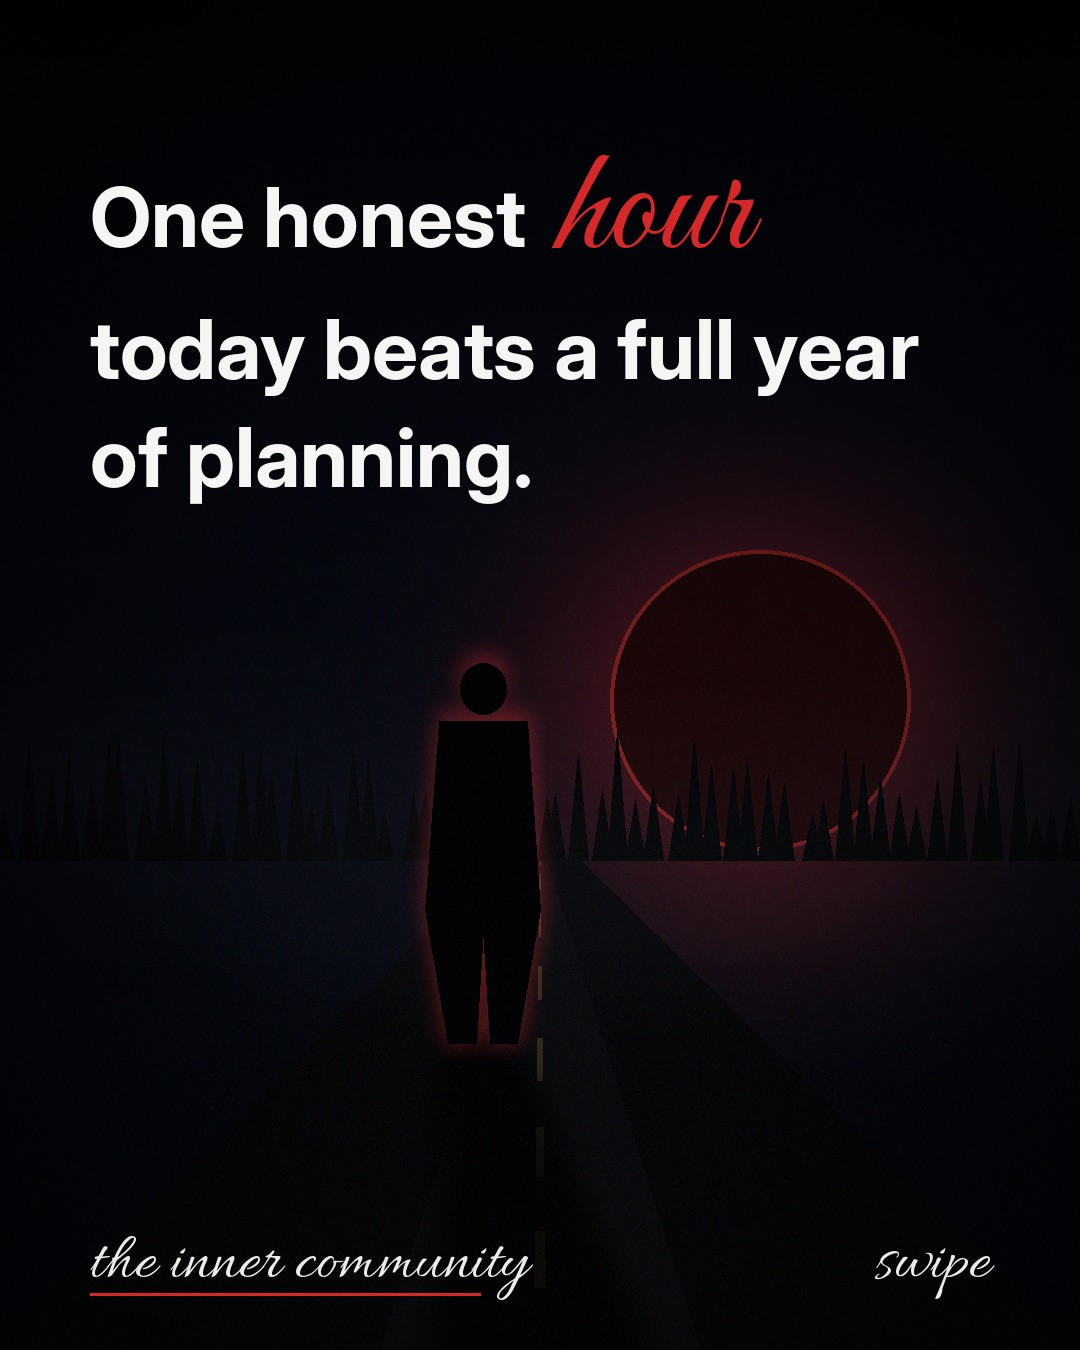 One honest hour
today beats a full year
of planning.
the inner community
swipe